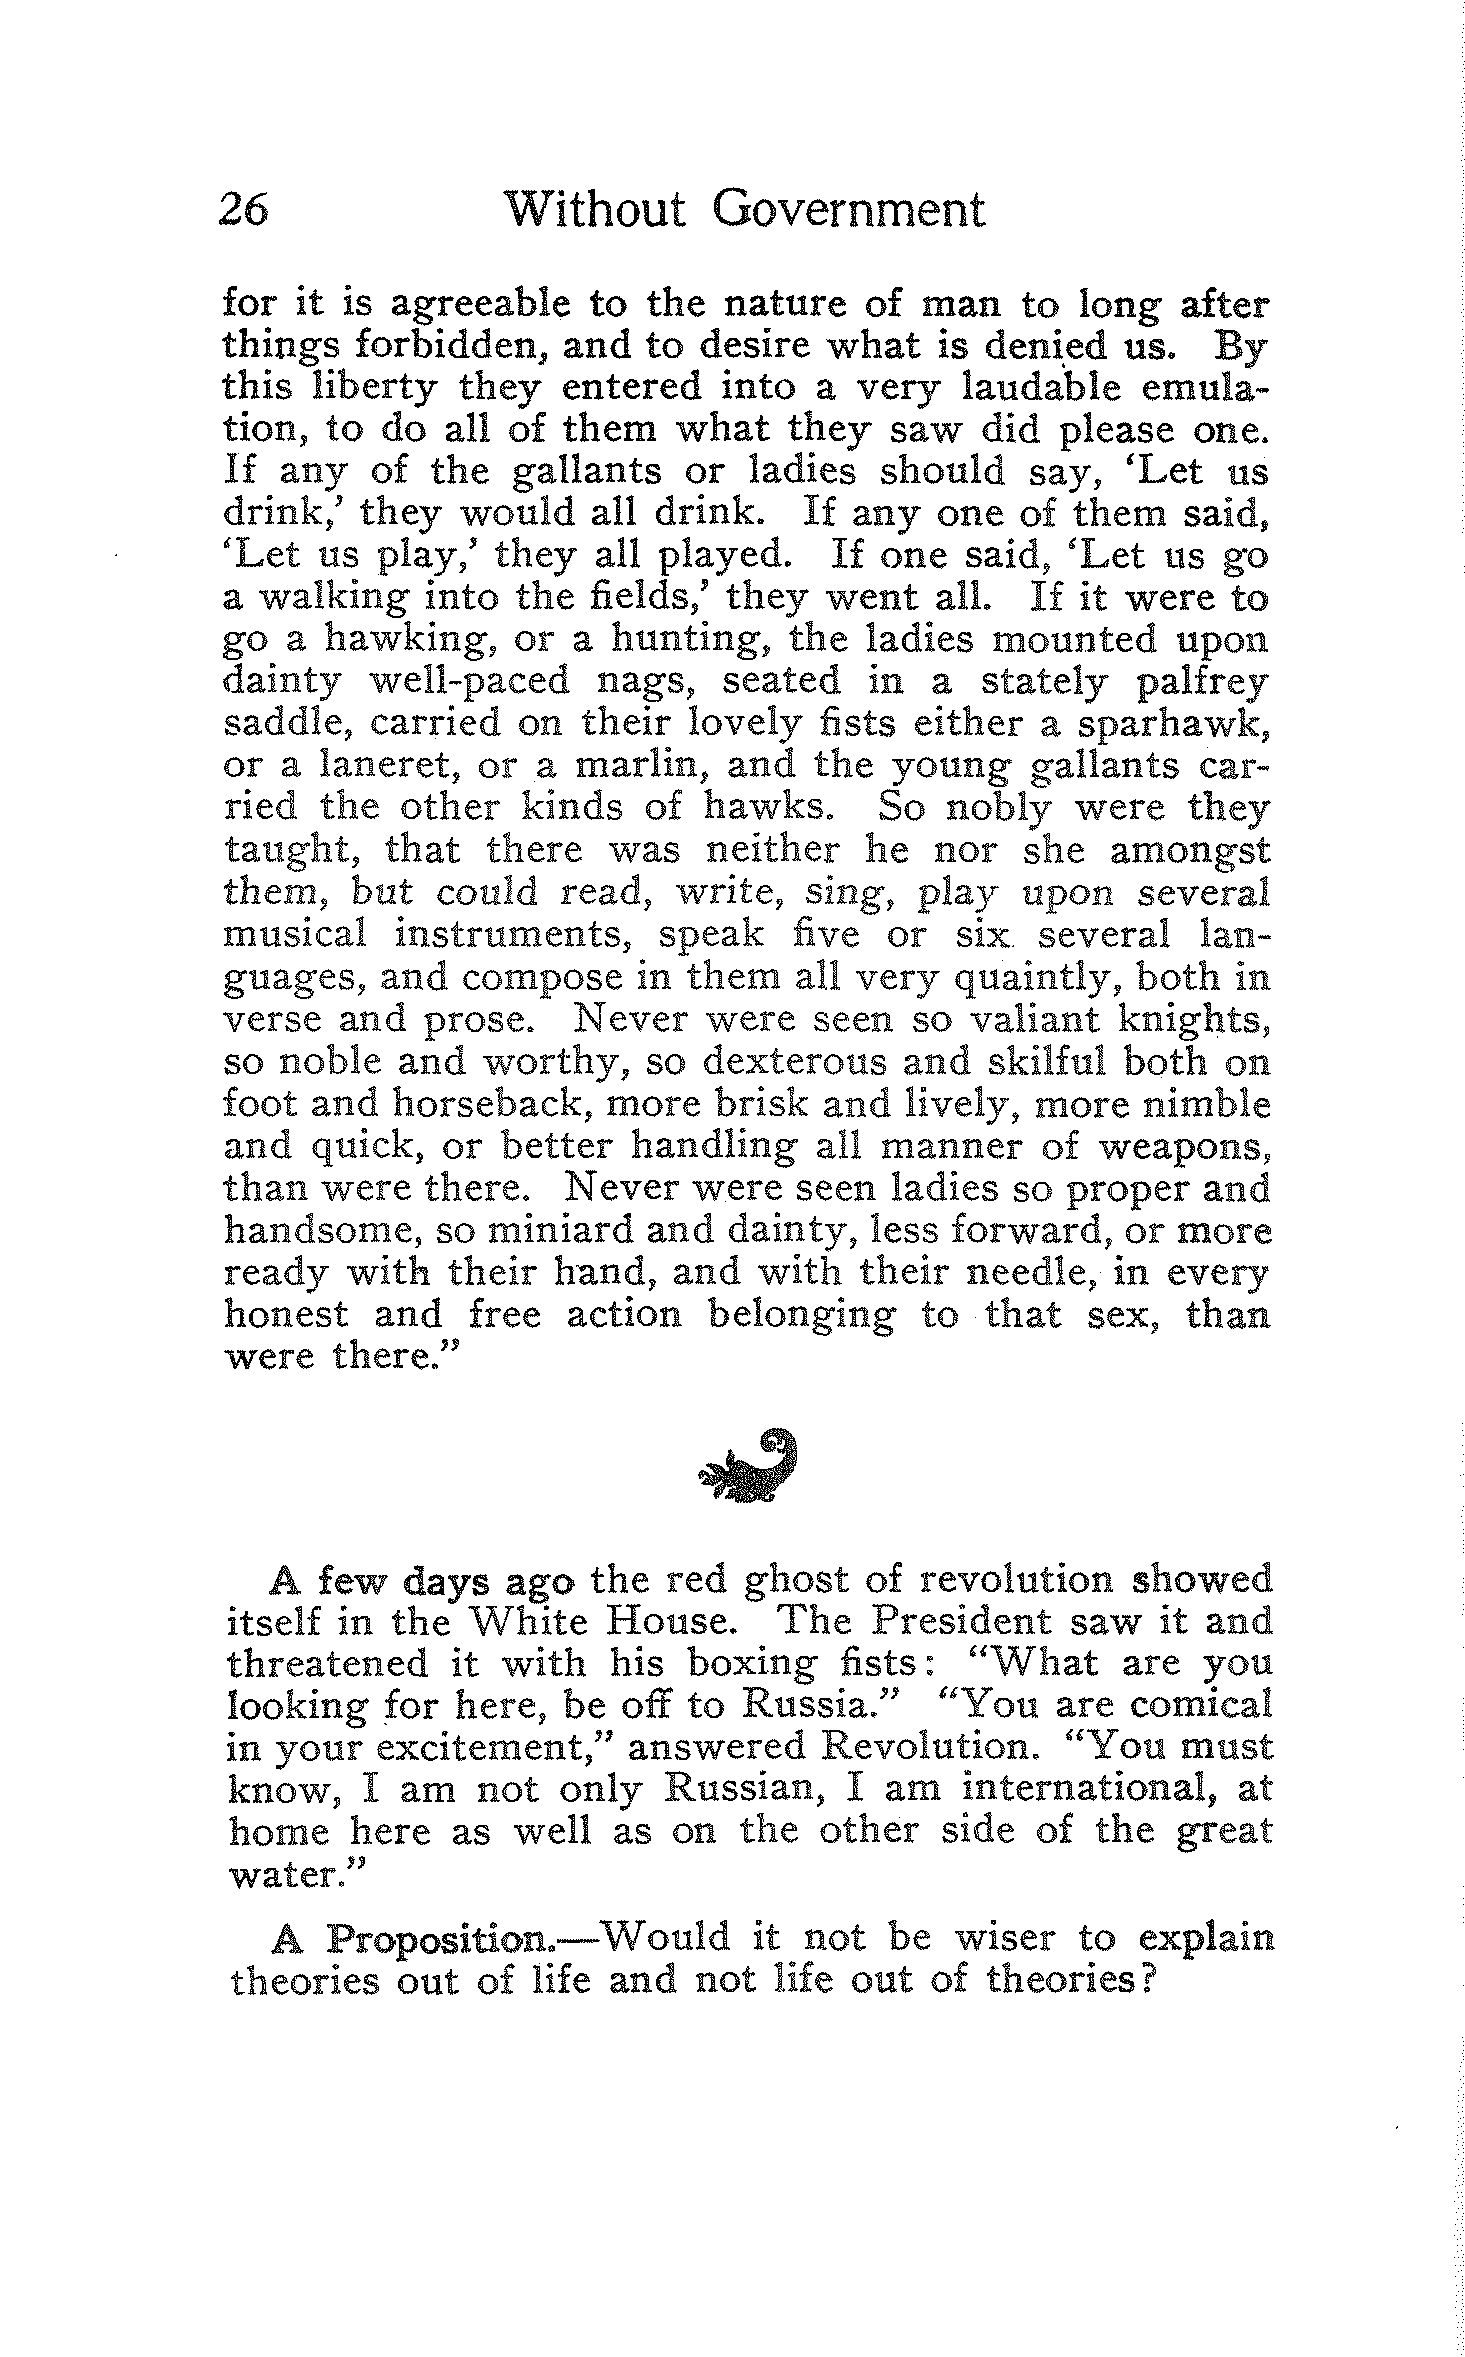 26 Without Government
for it is agreeable to the nature of man to long after
things forbidden, and to desire what is denied us. By
this liberty they entered into a very laudable emula-
tion, to do all of them what they saw did please one.
If any of the gallants or ladies should say, ‘Let us
drink,’ they would all drink. If any one of them said,
‘Let us play,’ they all played. If one said, ‘Let us go
a walking into the fields,’ they went all. If it were to
go a hawking, or a hunting, the ladies mounted upon
dainty well-paced nags, seated in a stately palfrey
saddle, carried on their lovely fists either a sparhawk,
or a laneret, or a marlin, and the young gallants car-
ried the other kinds of hawks. So nobly were they
taught, that there was neither he nor she amongst
them, but could read, write, sing, play upon several
musical instruments, speak five or six several lan-
guages, and compose in them all very quaintly, both in
verse and prose. Never were seen so valiant knights,
so noble and worthy, so dexterous and skilful both on
foot and horseback, more brisk and lively, more nimble
and quick, or better handling all manner of weapons,
than were there. Never were seen ladies so proper and
handsome, so miniard and dainty, less forward, or more
ready with their hand, and with their needle, in every
honest and free action belonging to that sex, than
were there.”
A few days ago the red ghost of revolution showed
itself in the White House. The President saw it and
threatened it with his boxing fists: “What are you
looking for here, be off to Russia.” “You are comical
in your excitement,” answered Revolution. “You must
know, I am not only Russian, I am international, at
home here as well as on the other side of the great
water.”
A Proposition.—Would it not be wiser to explain
theories out of life and not life out of theories?